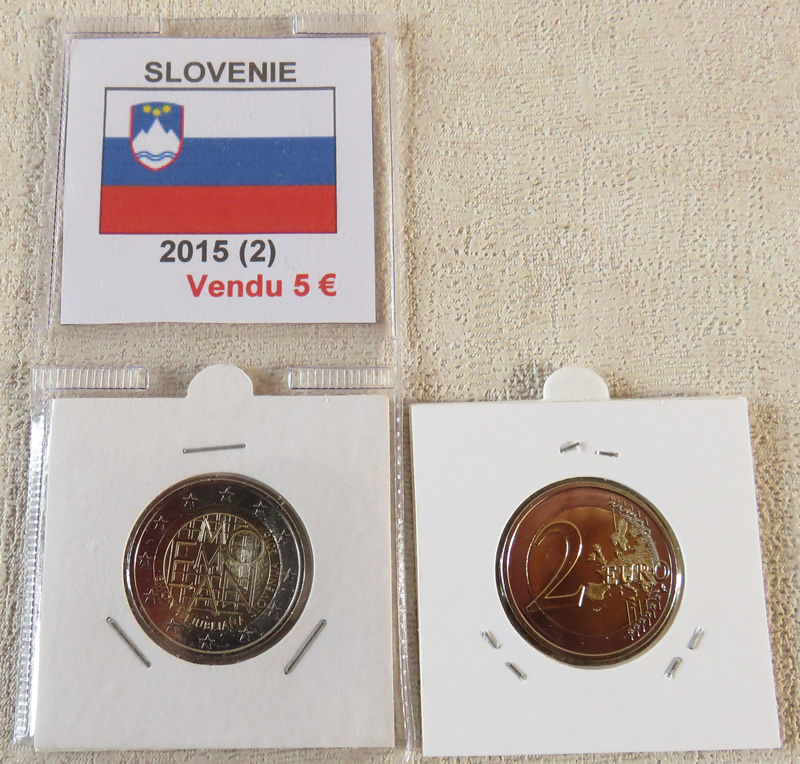 SLOVENIE
2015 (2)
Vendu 5 €
EMONA
LJUBLJANA
2 EURO